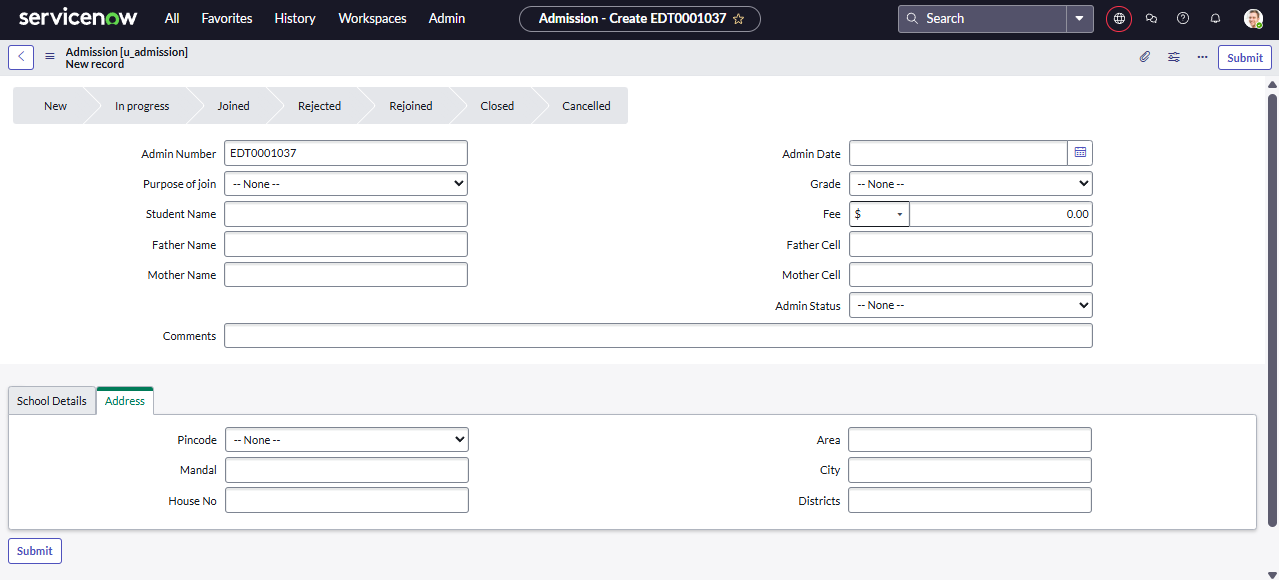 servicenow All Favorites History Workspaces Admin Admission - Create EDT0001037 Search
Admission [u_admission]
New record
Submit
New In progress Joined Rejected Rejoined Closed Cancelled
Admin Number EDT0001037 Admin Date
Purpose of join -- None -- Grade -- None --
Student Name Fee $ 0.00
Father Name Father Cell
Mother Name Mother Cell
Admin Status -- None --
Comments
School Details Address
Pincode -- None -- Area
Mandal City
House No Districts
Submit